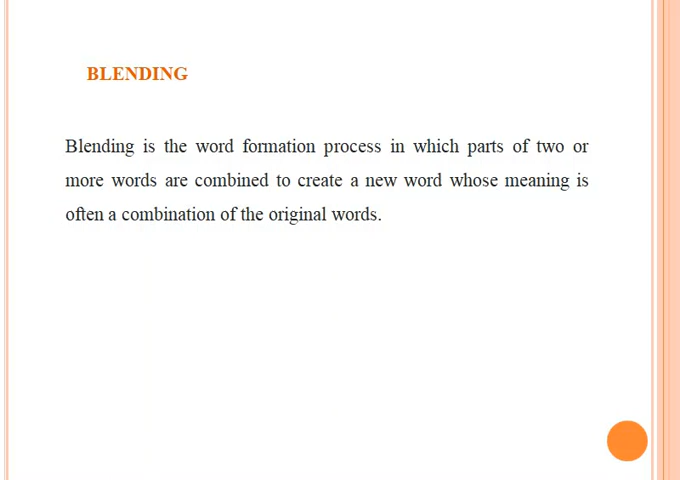 BLENDING
Blending is the word formation process in which parts of two or
more words are combined to create a new word whose meaning is
often a combination of the original words.